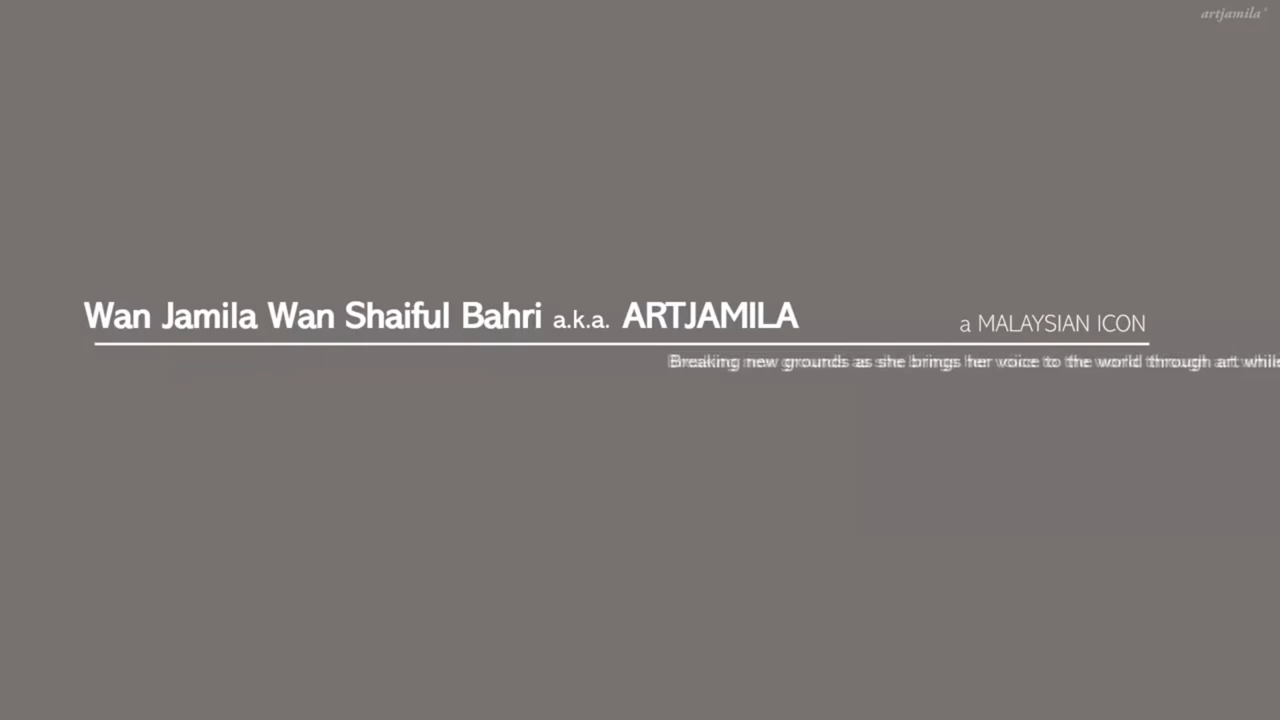 artjamila®
Wan Jamila Wan Shaiful Bahri a.k.a. ARTJAMILA
a MALAYSIAN ICON
Breaking new grounds as she brings her voice to the world through art while